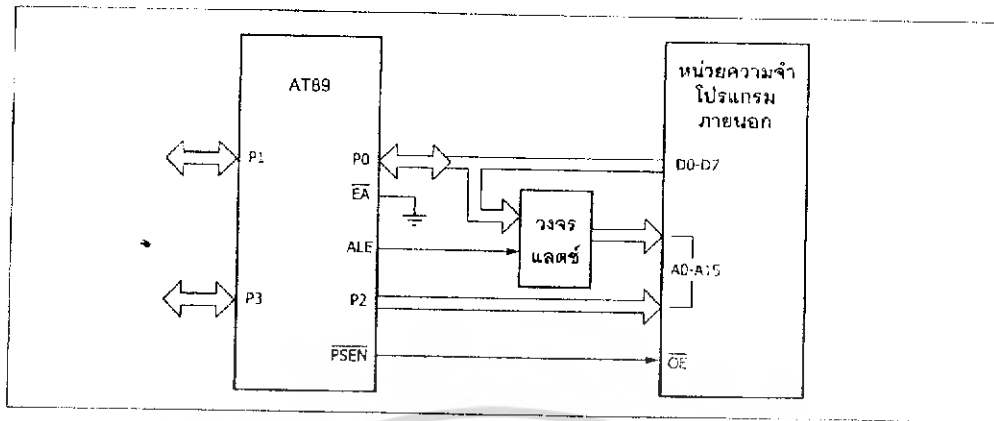 AT89
หน่วยความจำ
โปรแกรม
ภายนอก
P1
P0
D0-D7
EA
วงจร
แลตช์
ALE
A0-A15
P3
P2
PSEN
OE